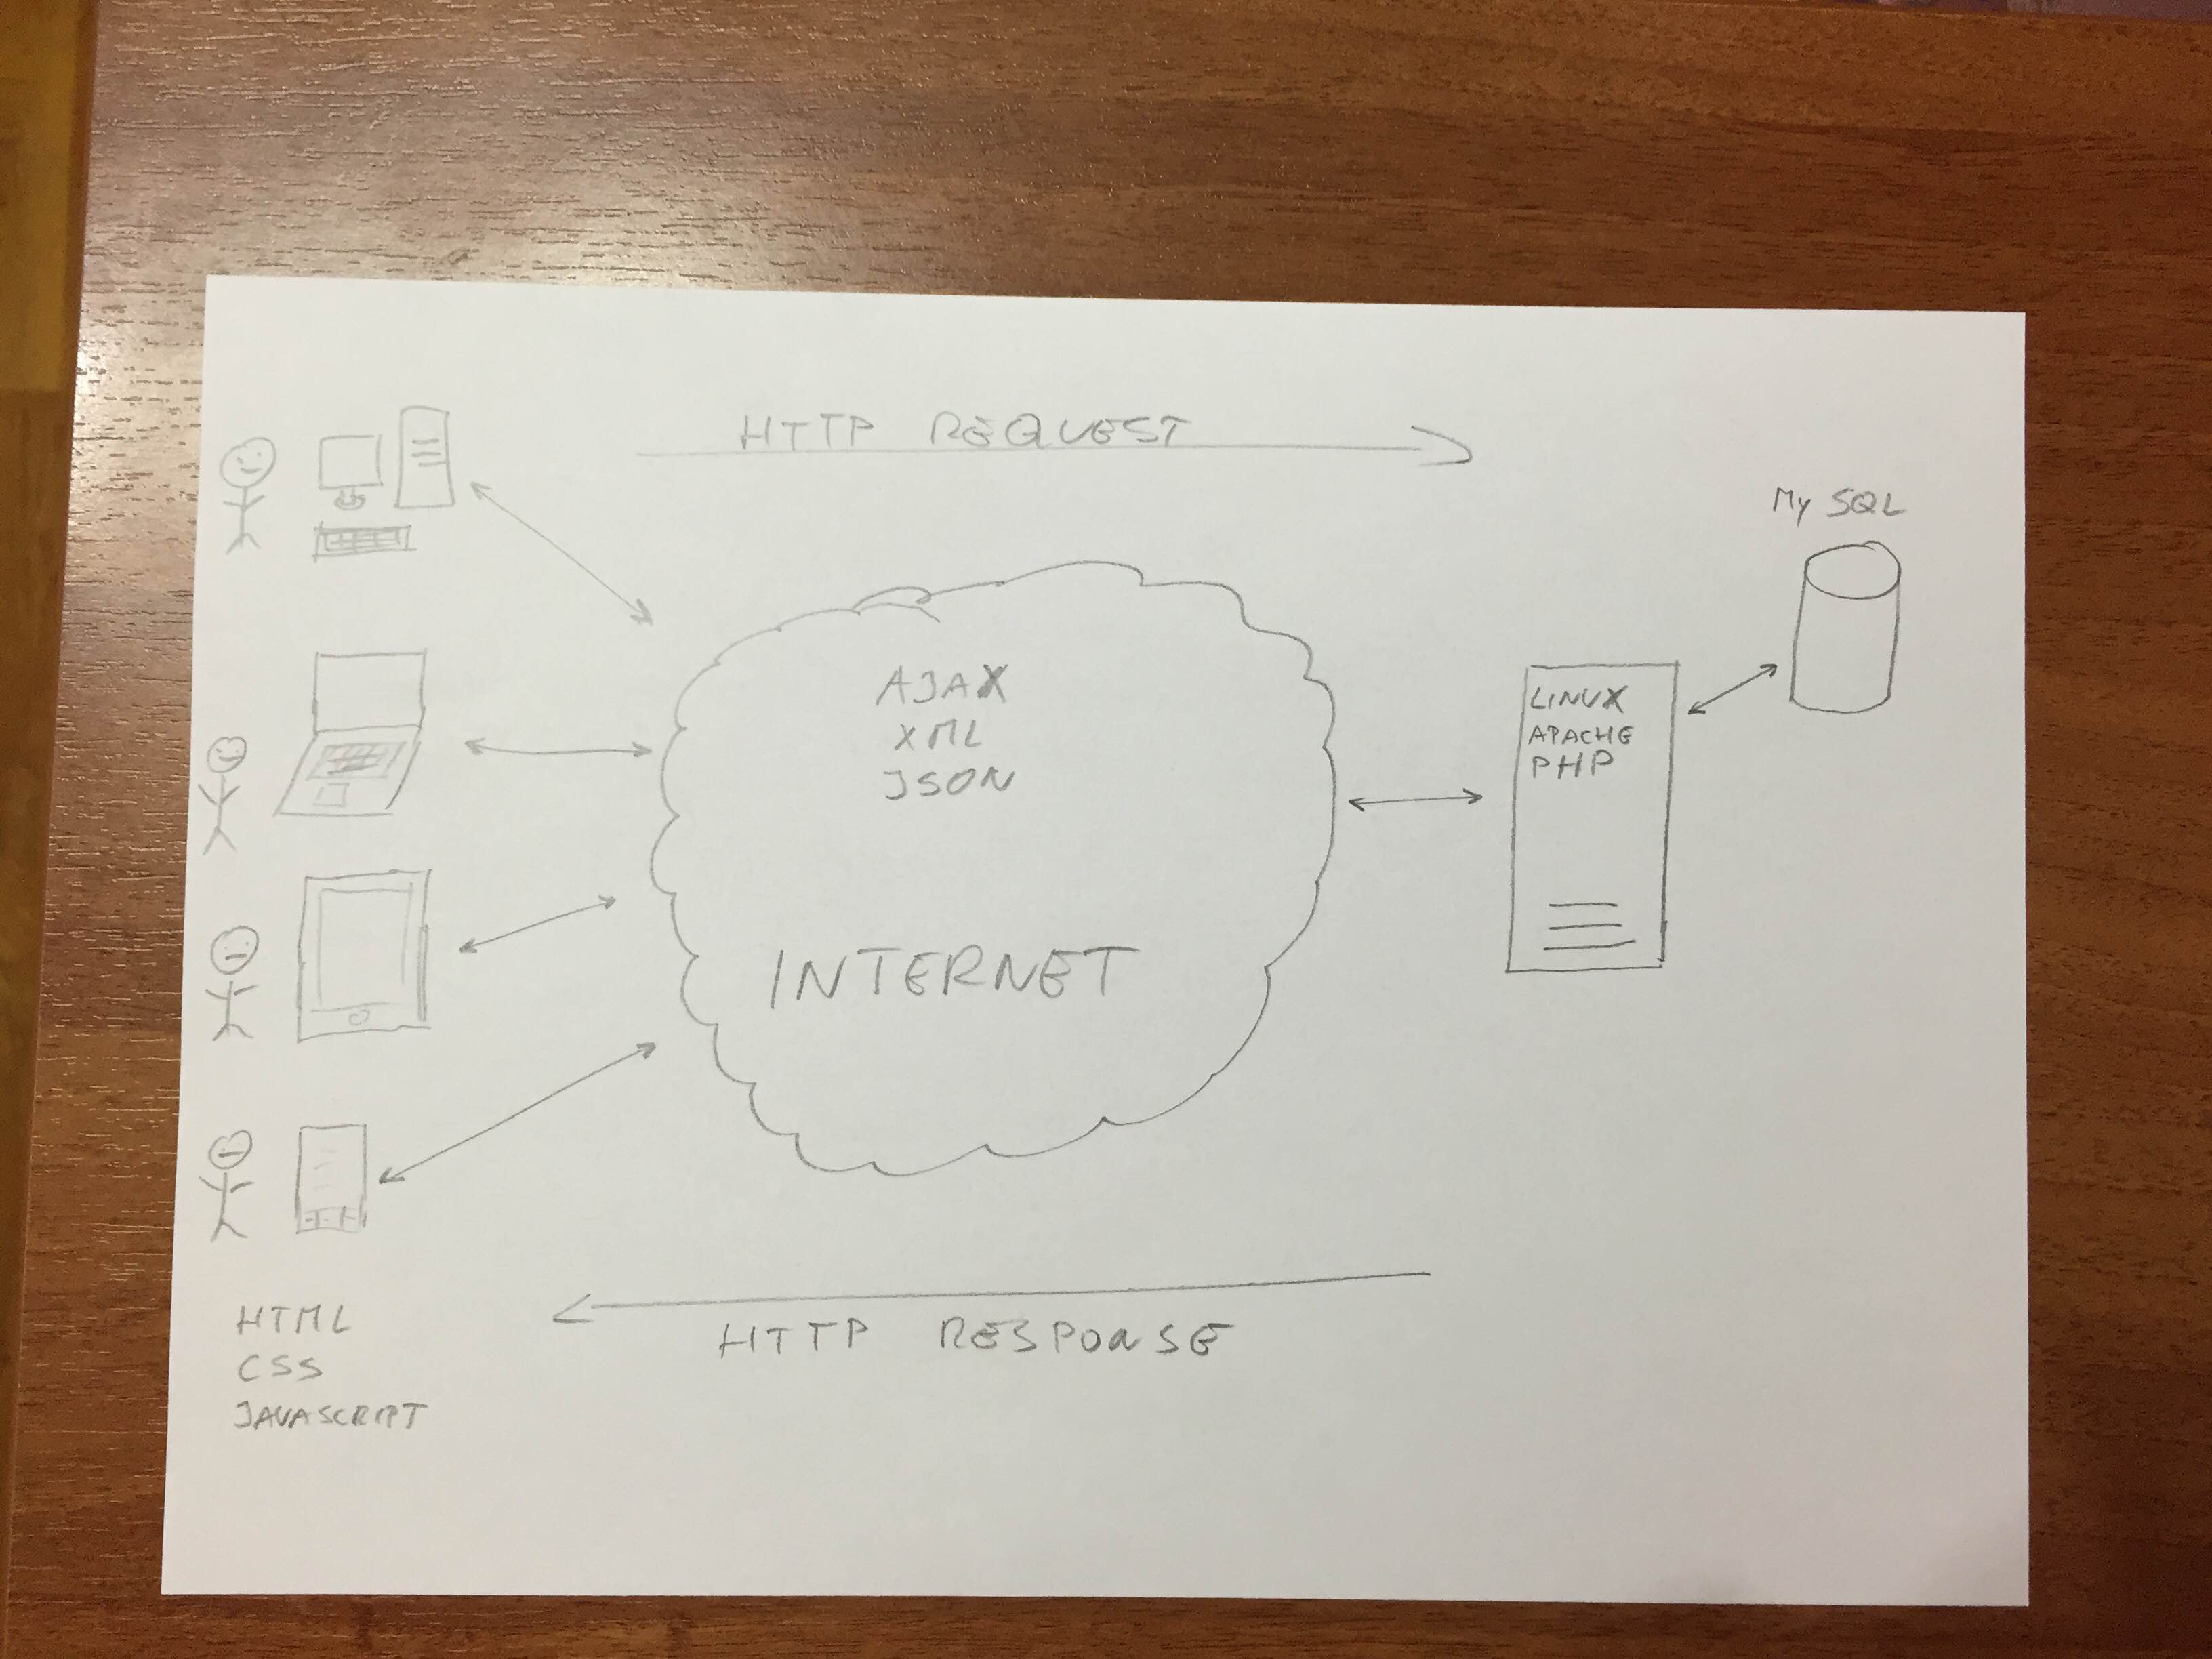 HTTP REQUEST
AJAX
XML
JSON
INTERNET
LINUX
APACHE
PHP
My SQL
HTTP RESPONSE
HTML
CSS
JAVASCRIPT